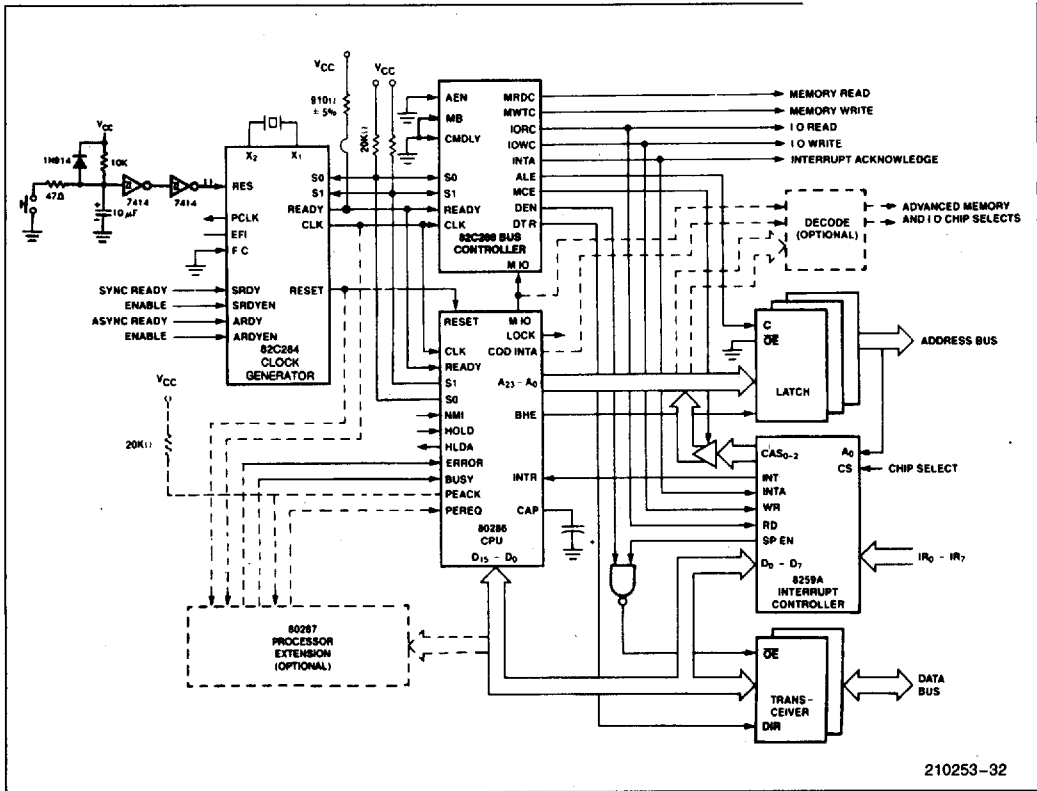 VCC
1N914
10K
47Ω
10 μF
7414
7414
X2
X1
RES
PCLK
EFI
F C
SYNC READY
SRDY
ENABLE
SRDYEN
ASYNC READY
ARDY
ENABLE
ARDYEN
S0
S1
READY
CLK
RESET
82C284
CLOCK
GENERATOR
VCC
910Ω
± 5%
VCC
20KΩ
AEN
MB
CMDLY
S0
S1
READY
CLK
MRDC
MWTC
IORC
IOWC
INTA
ALE
MCE
DEN
DT R
82C288 BUS
CONTROLLER
M IO
MEMORY READ
MEMORY WRITE
I O READ
I O WRITE
INTERRUPT ACKNOWLEDGE
DECODE
(OPTIONAL)
ADVANCED MEMORY
AND I O CHIP SELECTS
RESET
M IO
LOCK
COD INTA
CLK
READY
S1
S0
NMI
HOLD
HLDA
ERROR
BUSY
PEACK
PEREQ
A23 - A0
BHE
INTR
CAP
80286
CPU
D15 - D0
C
OE
LATCH
ADDRESS BUS
CAS0-2
A0
CS
CHIP SELECT
INT
INTA
WR
RD
SP EN
D0 - D7
IR0 - IR7
8259A
INTERRUPT
CONTROLLER
VCC
20KΩ
80287
PROCESSOR
EXTENSION
(OPTIONAL)
OE
TRANS-
CEIVER
DIR
DATA
BUS
210253-32